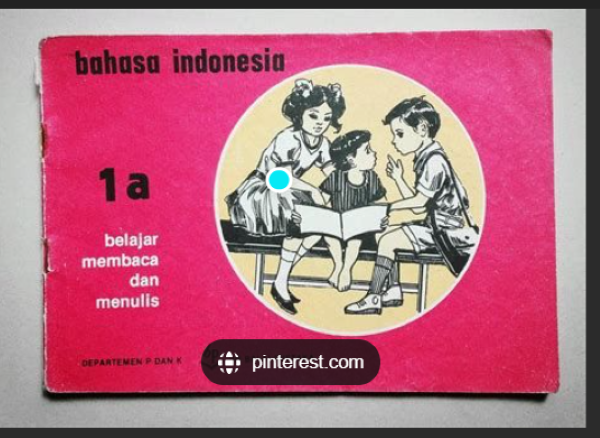 bahasa indonesia
1a
belajar
membaca
dan
menulis
DEPARTEMEN P DAN K
pinterest.com